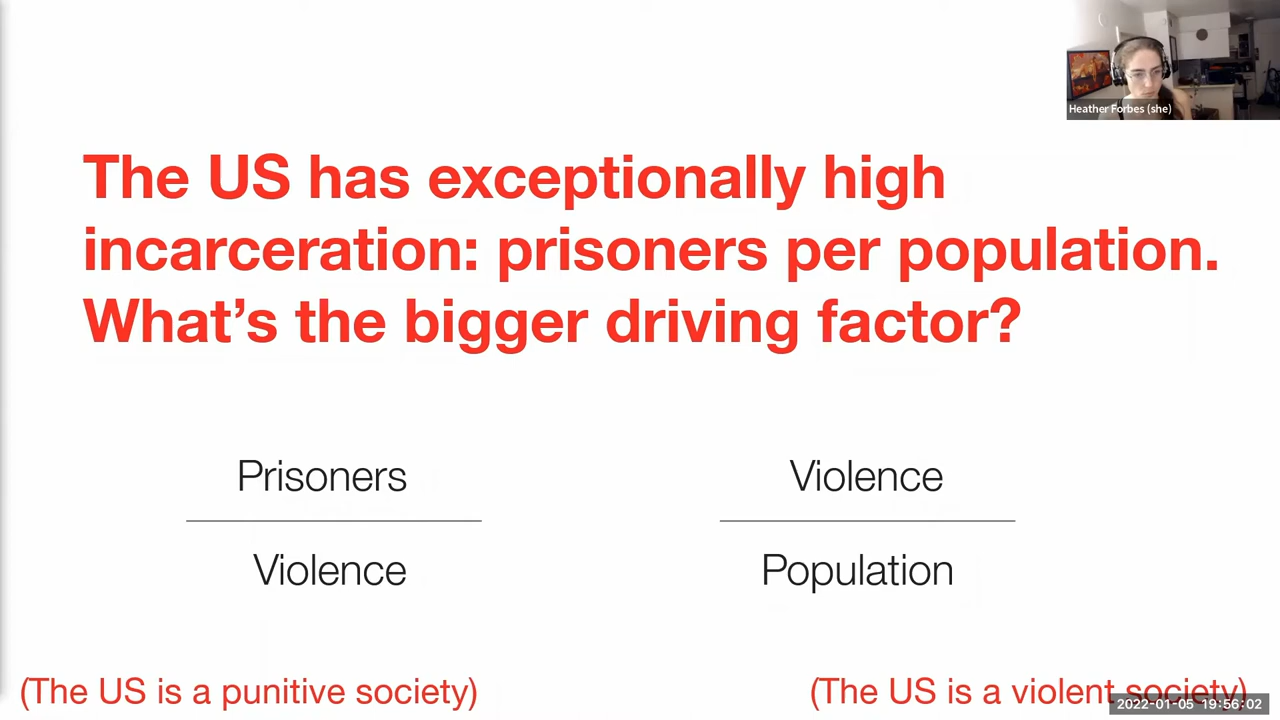 Heather Forbes (she)
The US has exceptionally high
incarceration: prisoners per population.
What’s the bigger driving factor?
Prisoners
Violence
Violence
Population
(The US is a punitive society)
(The US is a violent society)
2022-01-05 19:56:02